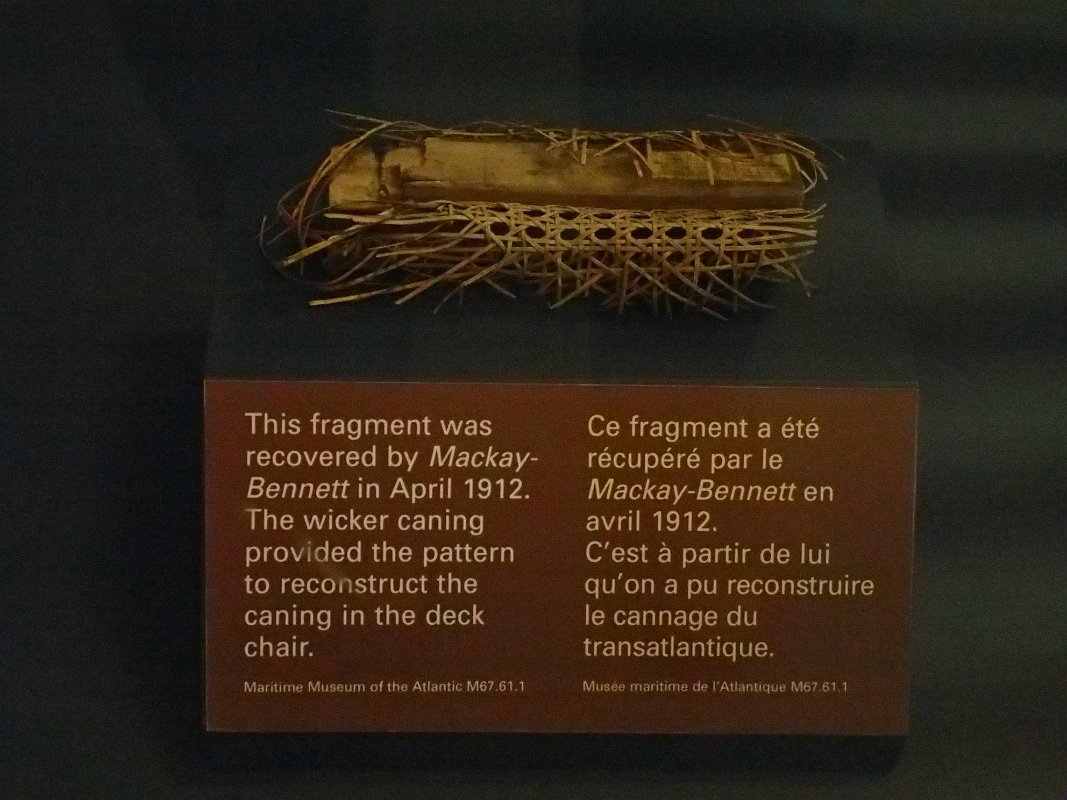 This fragment was
recovered by Mackay-
Bennett in April 1912.
The wicker caning
provided the pattern
to reconstruct the
caning in the deck
chair.
Maritime Museum of the Atlantic M67.61.1
Ce fragment a été
récupéré par le
Mackay-Bennett en
avril 1912.
C'est à partir de lui
qu'on a pu reconstruire
le cannage du
transatlantique.
Musée maritime de l'Atlantique M67.61.1